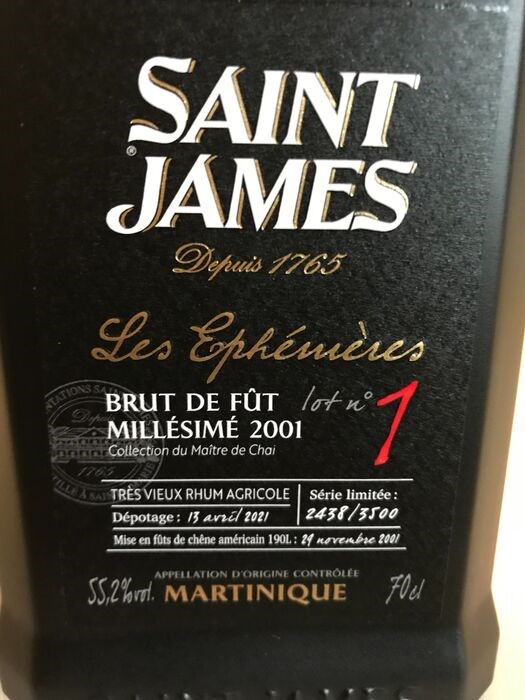 SAINT
JAMES
®
Depuis 1765
Les Ephémères
BRUT DE FÛT lot n° 1
MILLÉSIMÉ 2001
Collection du Maître de Chai
TRÈS VIEUX RHUM AGRICOLE
Dépotage : 13 avril 2021
Série limitée :
2438/3500
Mise en fûts de chêne américain 190L : 29 novembre 2001
APPELLATION D'ORIGINE CONTRÔLÉE
55,2%vol. MARTINIQUE 70cl
1765